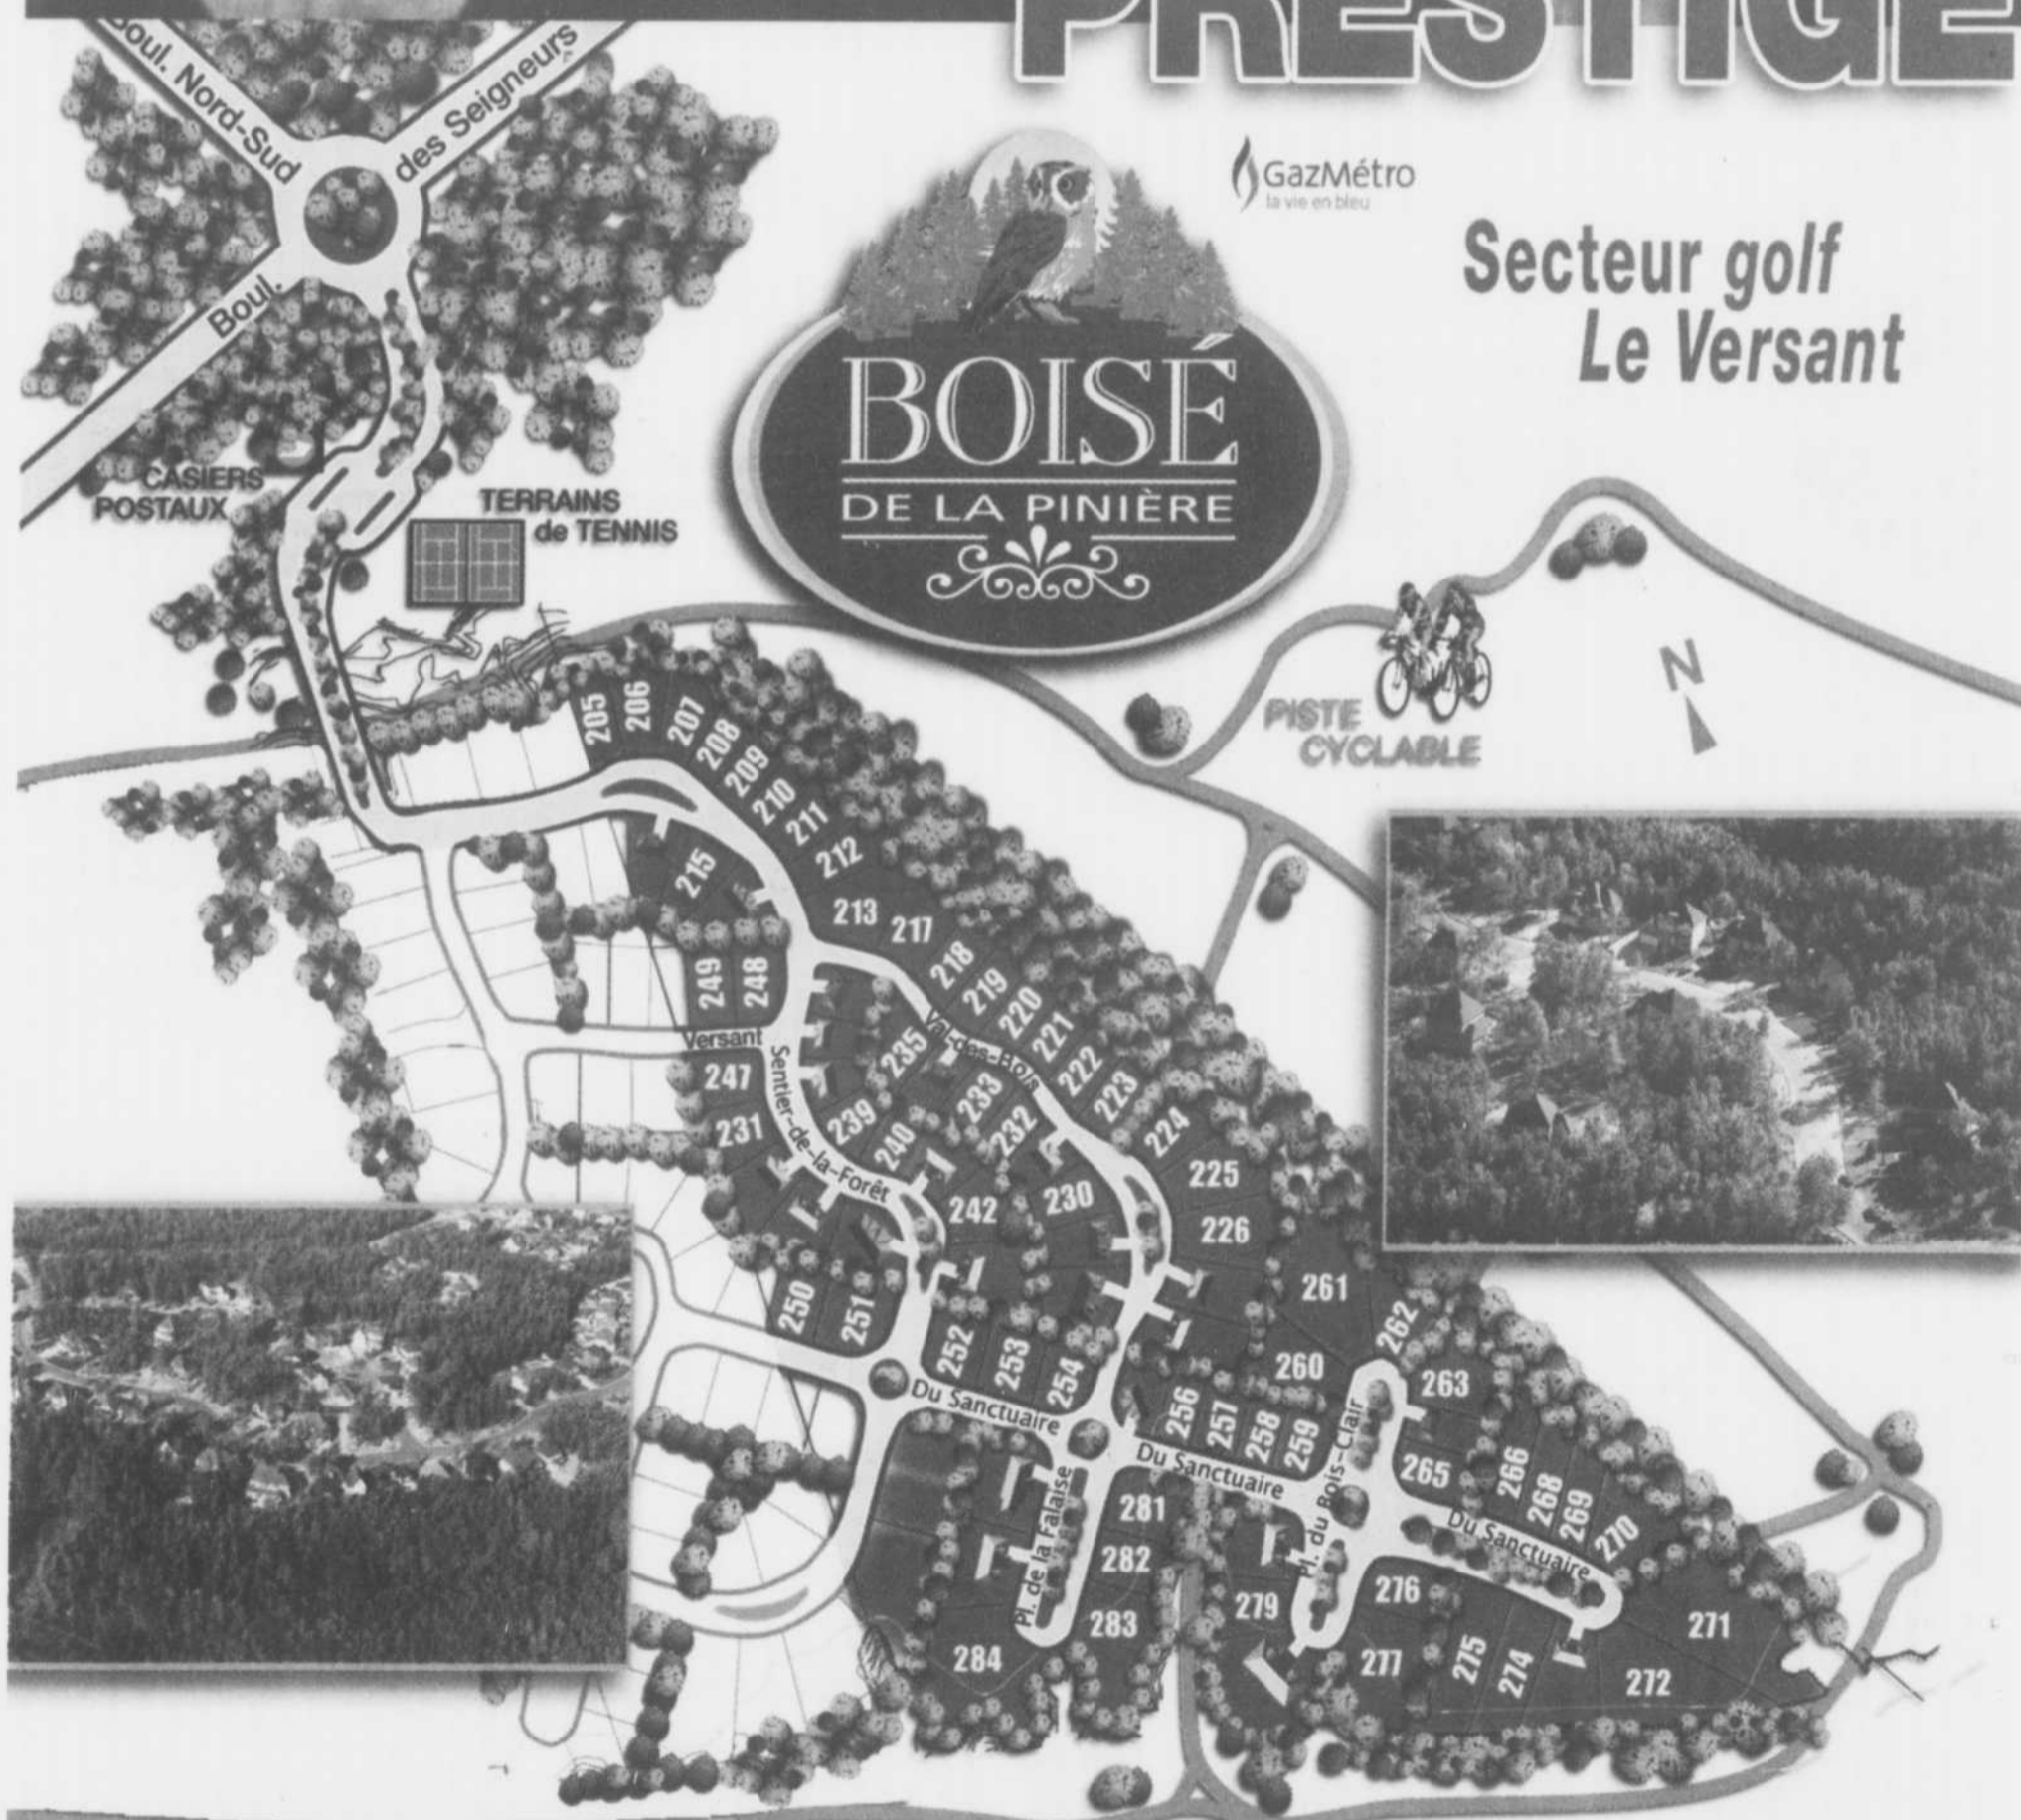 PRESTIGE
Boul. Nord-Sud
des Seigneurs
Boul.
GazMétro
la vie en bleu
Secteur golf
Le Versant
BOISÉ
DE LA PINIÈRE
CASIERS
POSTAUX
TERRAINS
de TENNIS
PISTE
CYCLABLE
N
205
206
207
208
209
210
211
212
213
215
217
218
219
220
221
222
223
224
225
226
249
248
Versant
Sentier-de-la-Forêt
Val-des-Bois
235
233
232
247
231
239
240
242
230
250
251
252
253
254
261
262
260
263
256
257
258
259
265
266
268
269
270
Du Sanctuaire
Du Sanctuaire
Du Sanctuaire
Pl. de la Falaise
Pl. du Bois-Clair
281
282
283
284
279
276
277
275
274
271
272